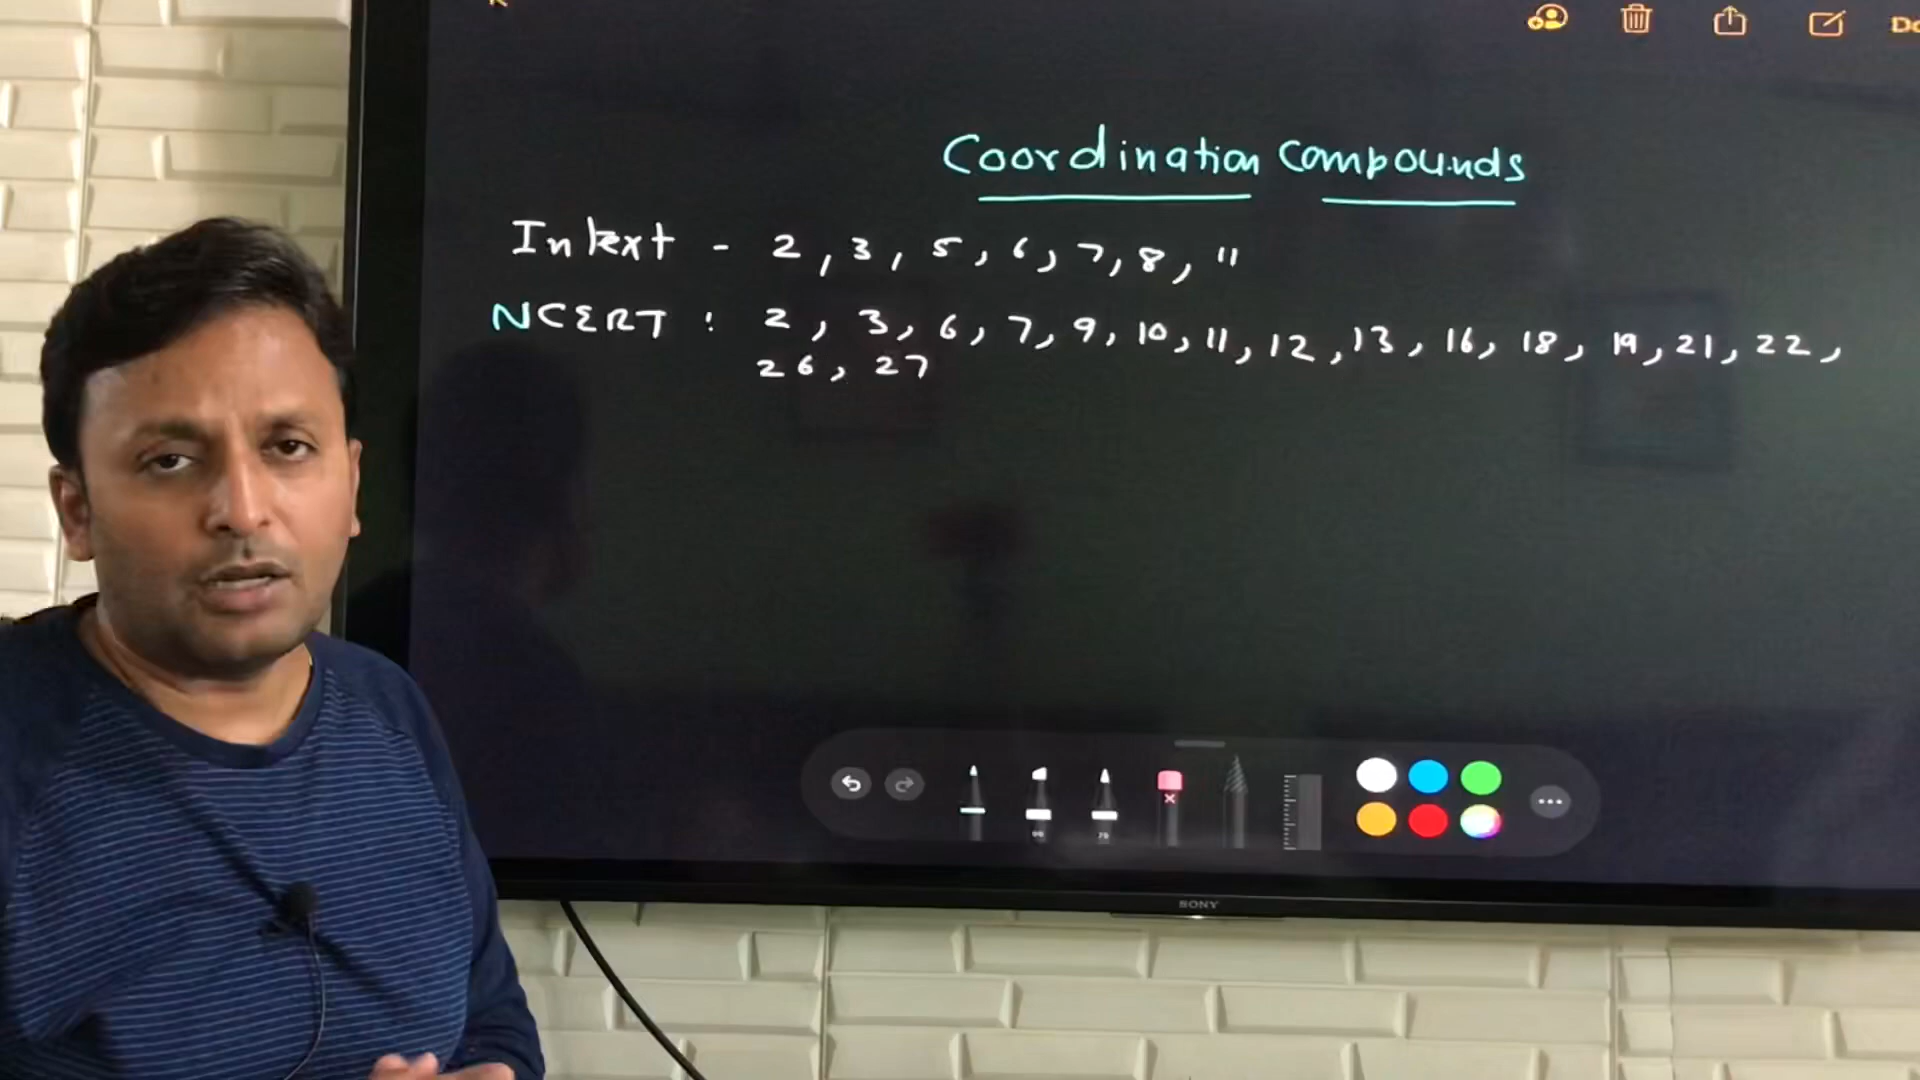 Coordination Compounds
Intext - 2, 3, 5, 6, 7, 8, 11
NCERT : 2, 3, 6, 7, 9, 10, 11, 12, 13, 16, 18, 19, 21, 22,
26, 27
SONY